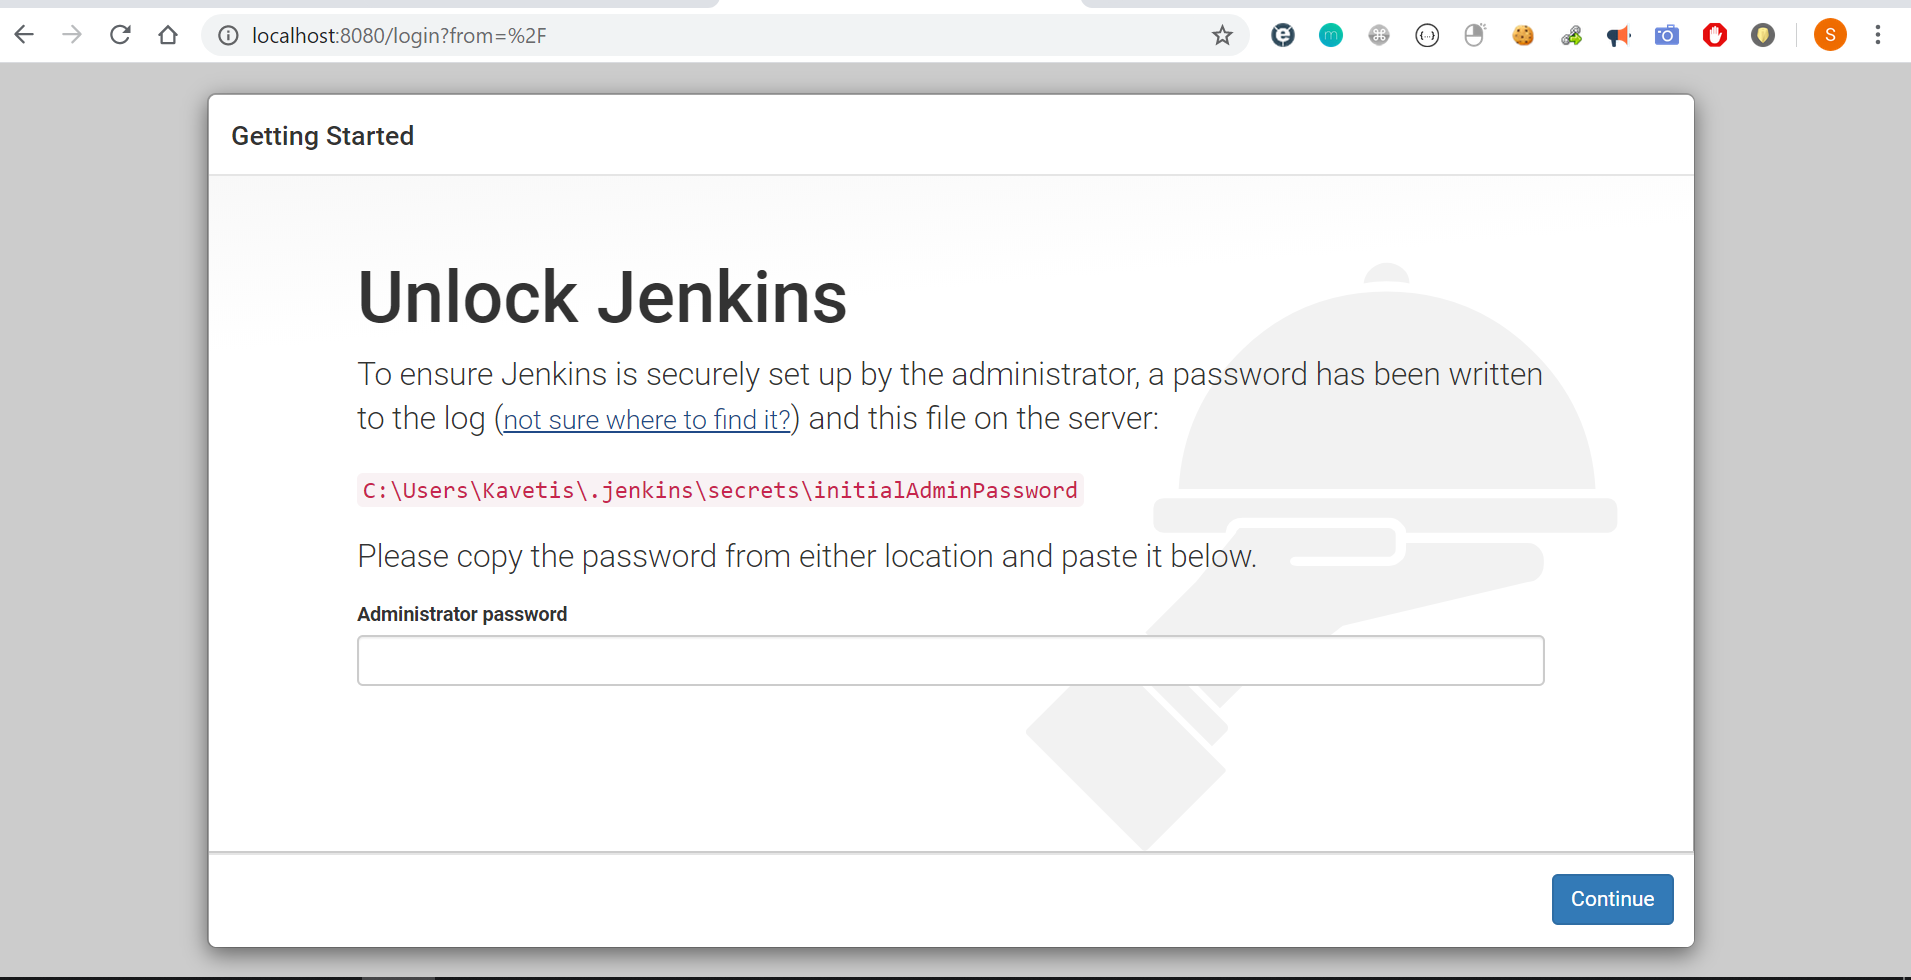 localhost:8080/login?from=%2F
m
{...}
S
Getting Started
Unlock Jenkins
To ensure Jenkins is securely set up by the administrator, a password has been written
to the log (not sure where to find it?) and this file on the server:
C:\Users\Kavetis\.jenkins\secrets\initialAdminPassword
Please copy the password from either location and paste it below.
Administrator password
Continue